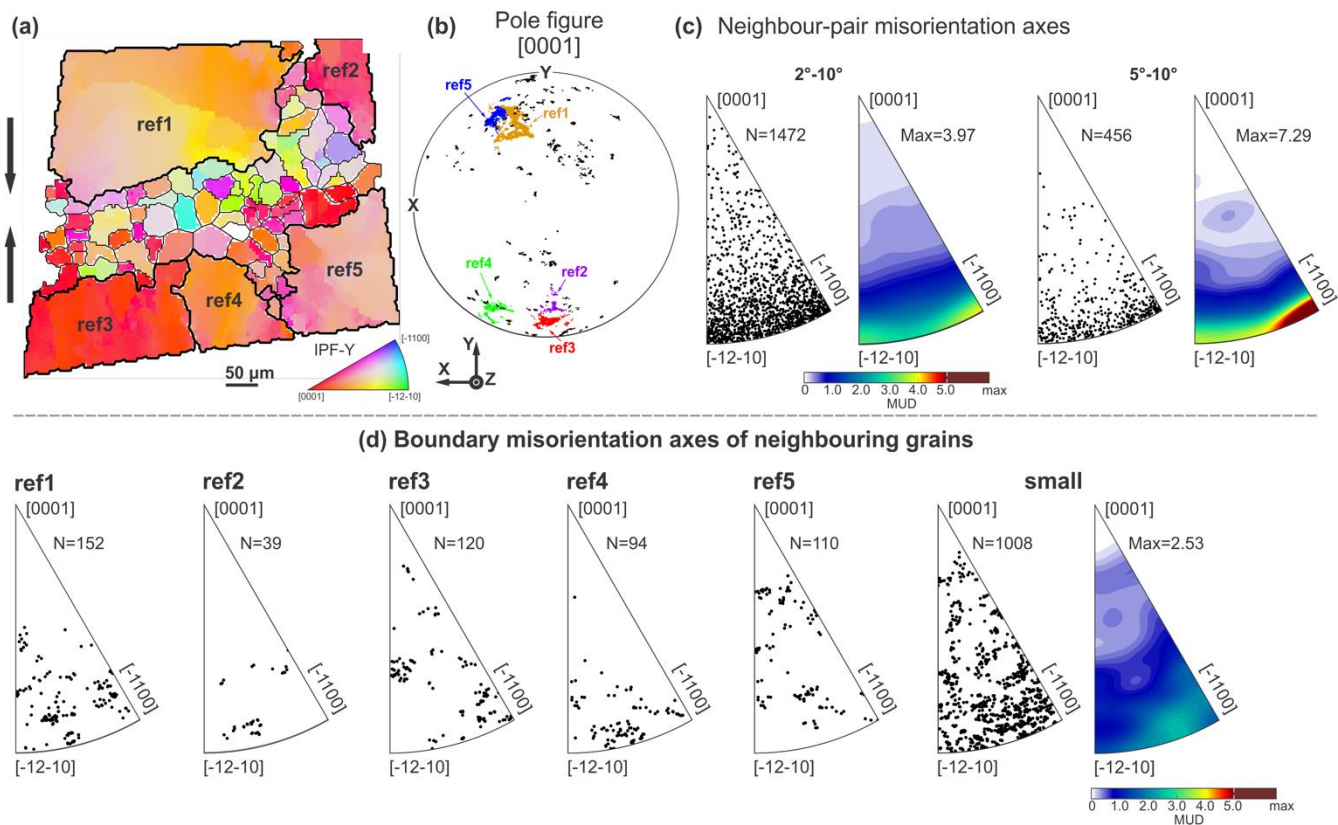 (a)
ref1
ref2
ref3
ref4
ref5
IPF-Y
[-1100]
[0001]
[-12-10]
50 µm
(b)
Pole figure
[0001]
Y
X
ref5
ref1
ref4
ref2
ref3
Y
X
Z
(c) Neighbour-pair misorientation axes
2°-10°
5°-10°
[0001]
N=1472
[-12-10]
[0001]
Max=3.97
[-1100]
[-12-10]
[0001]
N=456
[-12-10]
[0001]
Max=7.29
[-1100]
[-12-10]
[-1100]
[-1100]
0 1.0 2.0 3.0 4.0 5.0 max
MUD
(d) Boundary misorientation axes of neighbouring grains
ref1
[0001]
N=152
[-1100]
[-12-10]
ref2
[0001]
N=39
[-1100]
[-12-10]
ref3
[0001]
N=120
[-1100]
[-12-10]
ref4
[0001]
N=94
[-1100]
[-12-10]
ref5
[0001]
N=110
[-1100]
[-12-10]
small
[0001]
N=1008
[-1100]
[-12-10]
[0001]
Max=2.53
[-1100]
[-12-10]
0 1.0 2.0 3.0 4.0 5.0 max
MUD